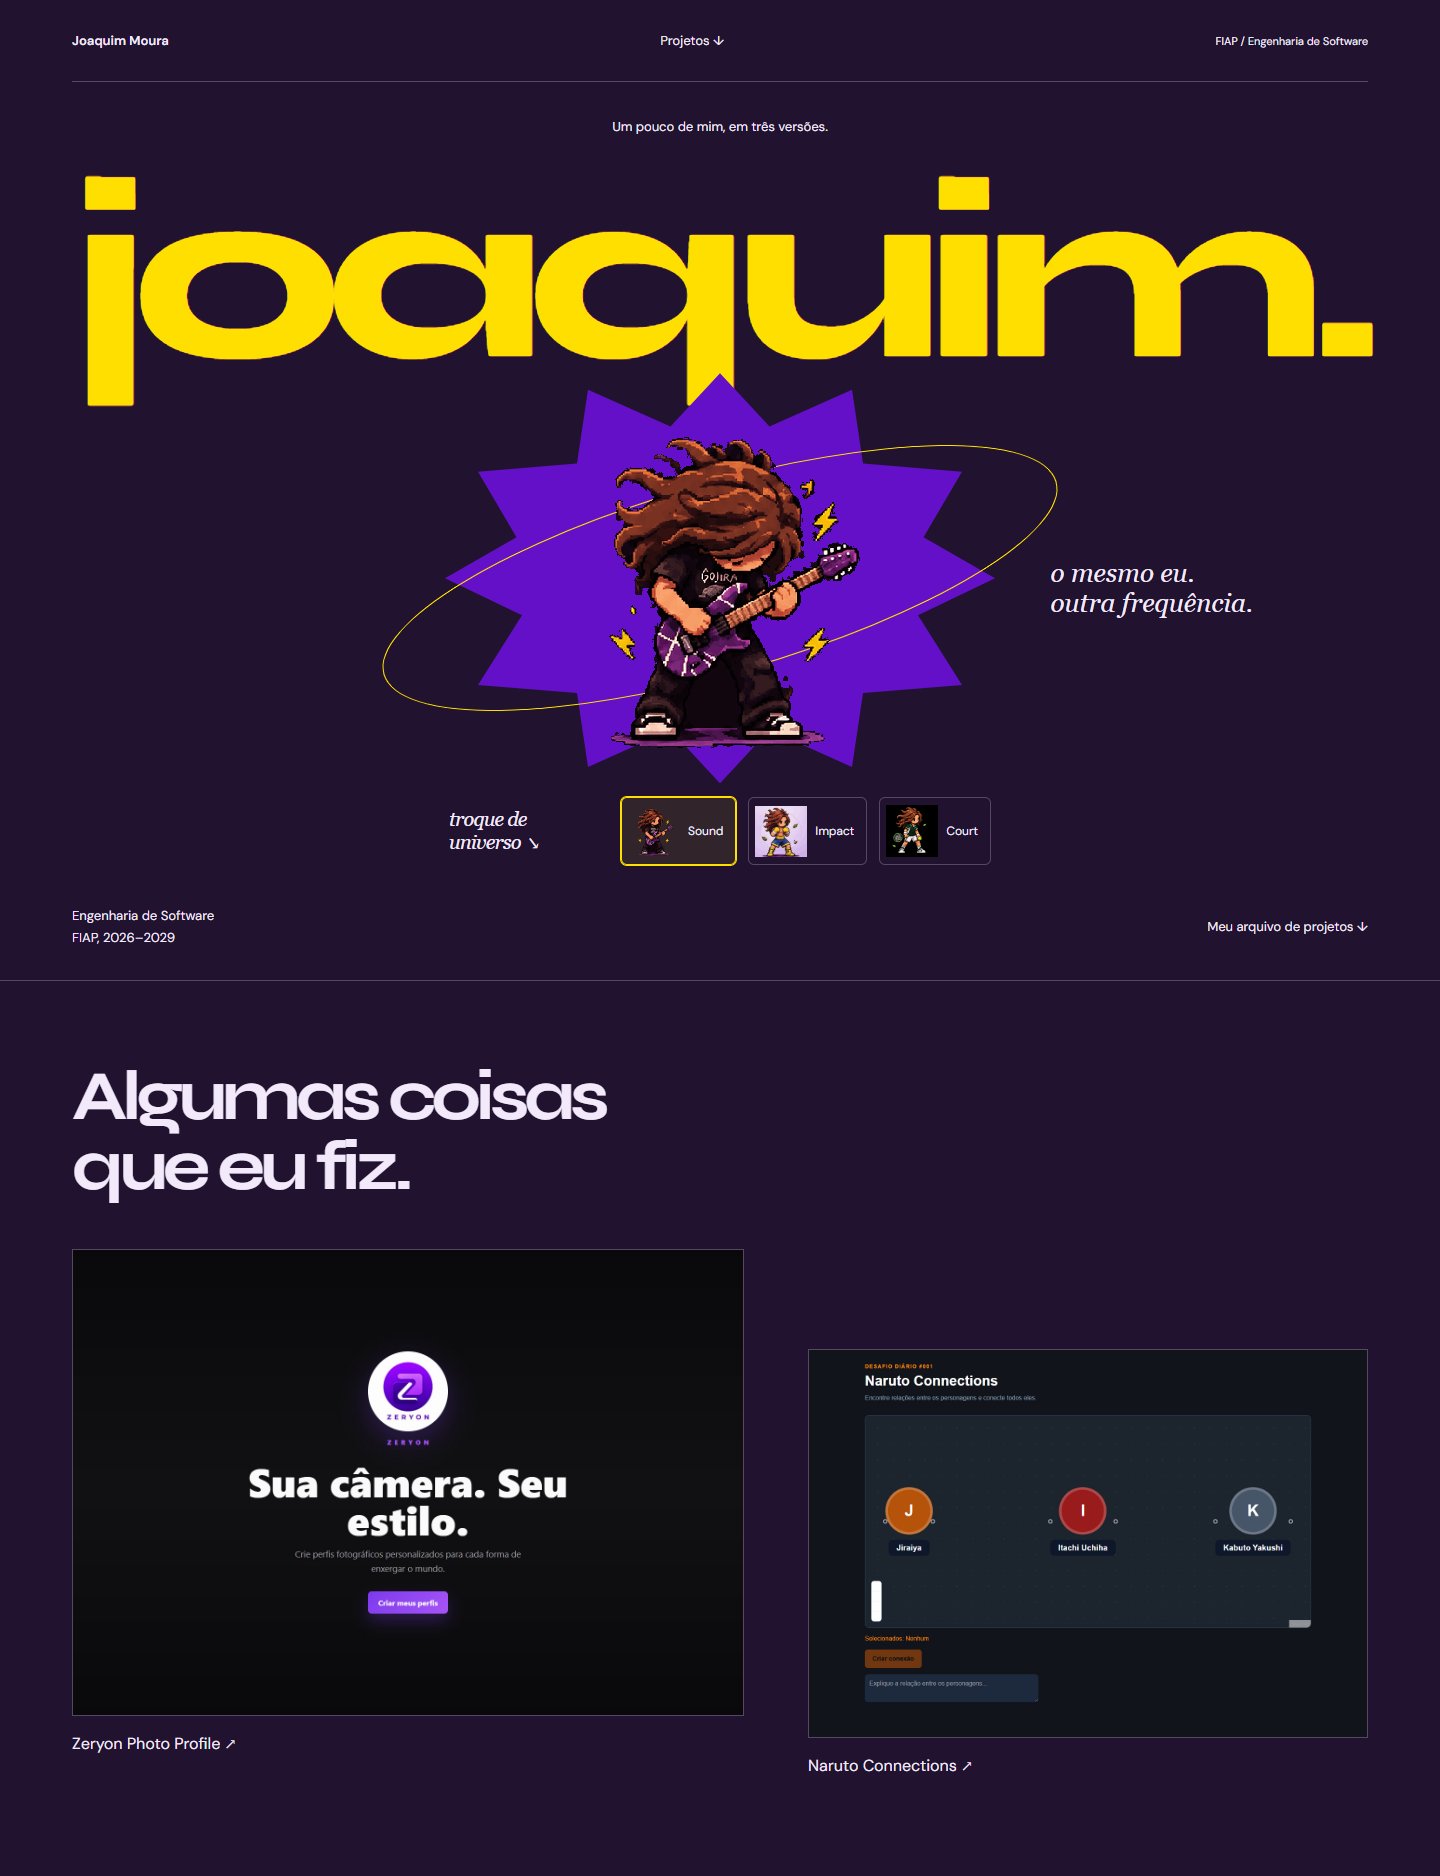 Joaquim Moura
Projetos ↓
FIAP / Engenharia de Software
Um pouco de mim, em três versões.
joaquim.
GOJIRA
o mesmo eu.
outra frequência.
troque de
universo ↘
Sound
Impact
Court
Engenharia de Software
FIAP, 2026–2029
Meu arquivo de projetos ↓
Algumas coisas
que eu fiz.
ZERYON
ZERYON
Sua câmera. Seu
estilo.
Crie perfis fotográficos personalizados para cada forma de
enxergar o mundo.
Criar meus perfis
Zeryon Photo Profile ↗
DESAFIO DIÁRIO #001
Naruto Connections
Encontre relações entre os personagens e conecte todos eles.
J
I
K
Jiraiya
Itachi Uchiha
Kabuto Yakushi
Selecionados: Nenhum
Criar conexão
Explique a relação entre os personagens...
Naruto Connections ↗